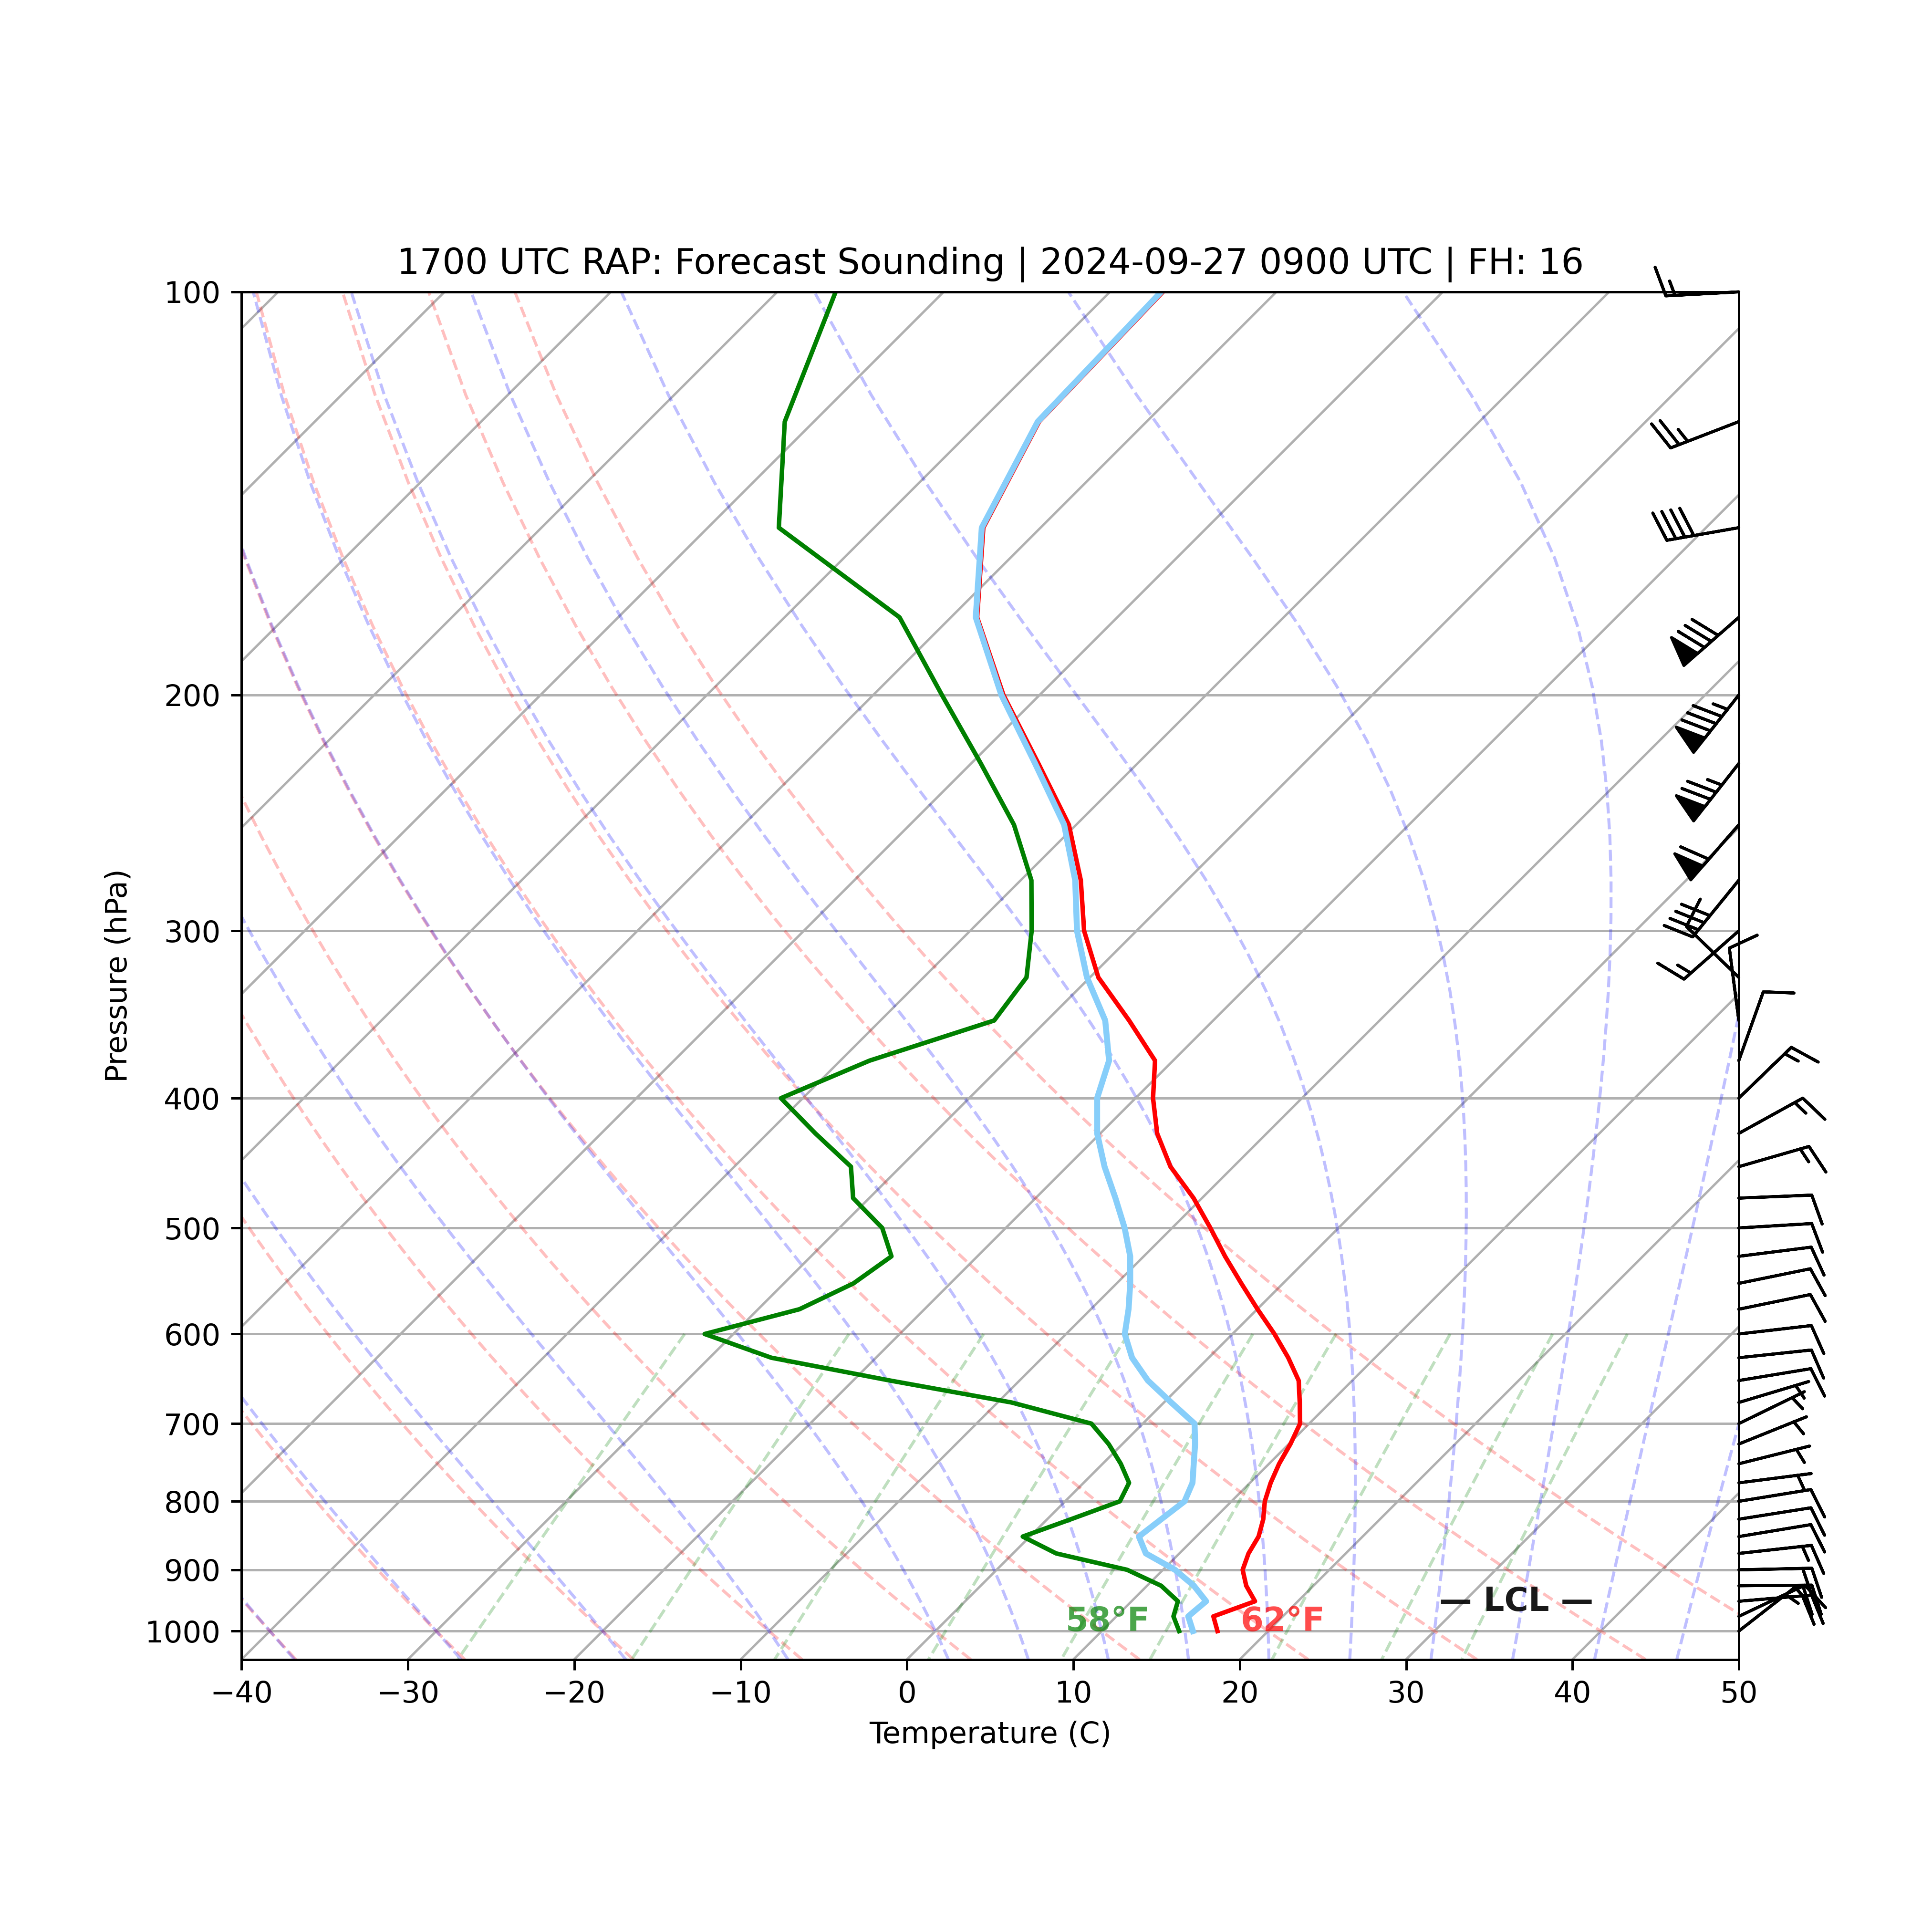 1700 UTC RAP: Forecast Sounding | 2024-09-27 0900 UTC | FH: 16
100
200
300
400
500
600
700
800
900
1000
Pressure (hPa)
58°F
62°F
— LCL —
−40 −30 −20 −10 0 10 20 30 40 50
Temperature (C)